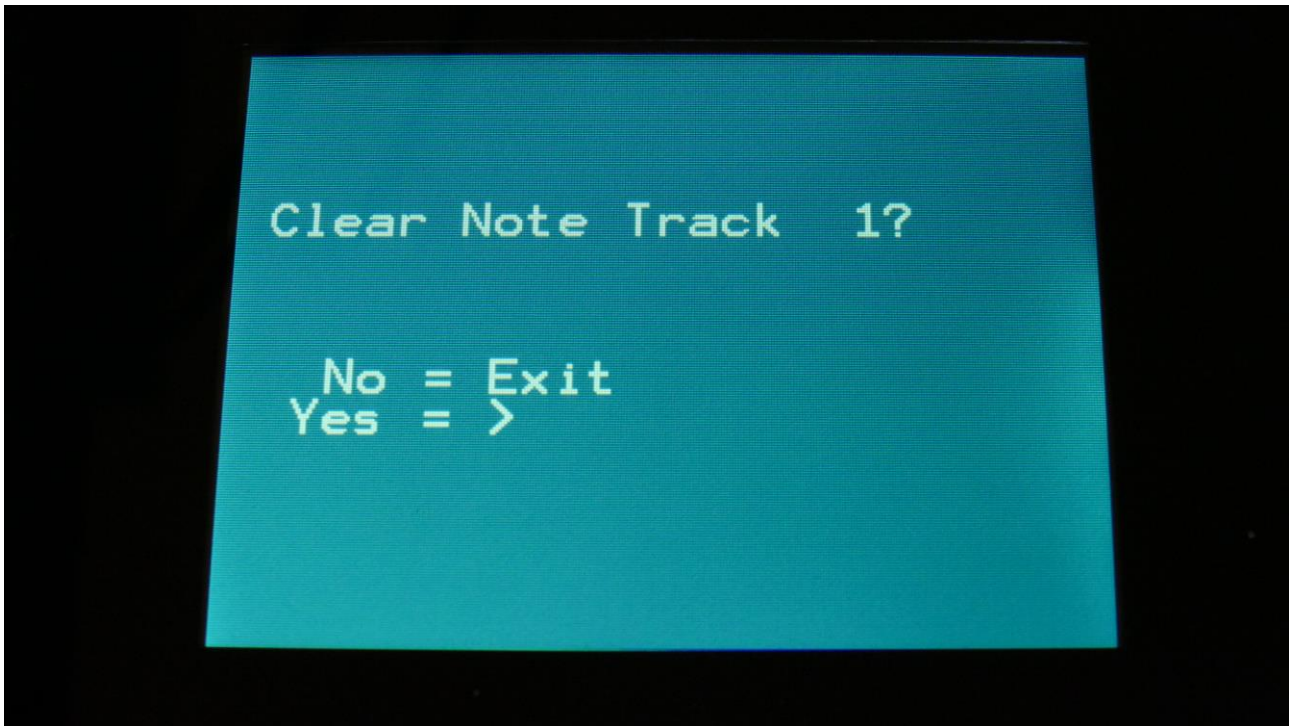 Clear Note Track  1?
No = Exit
Yes = >